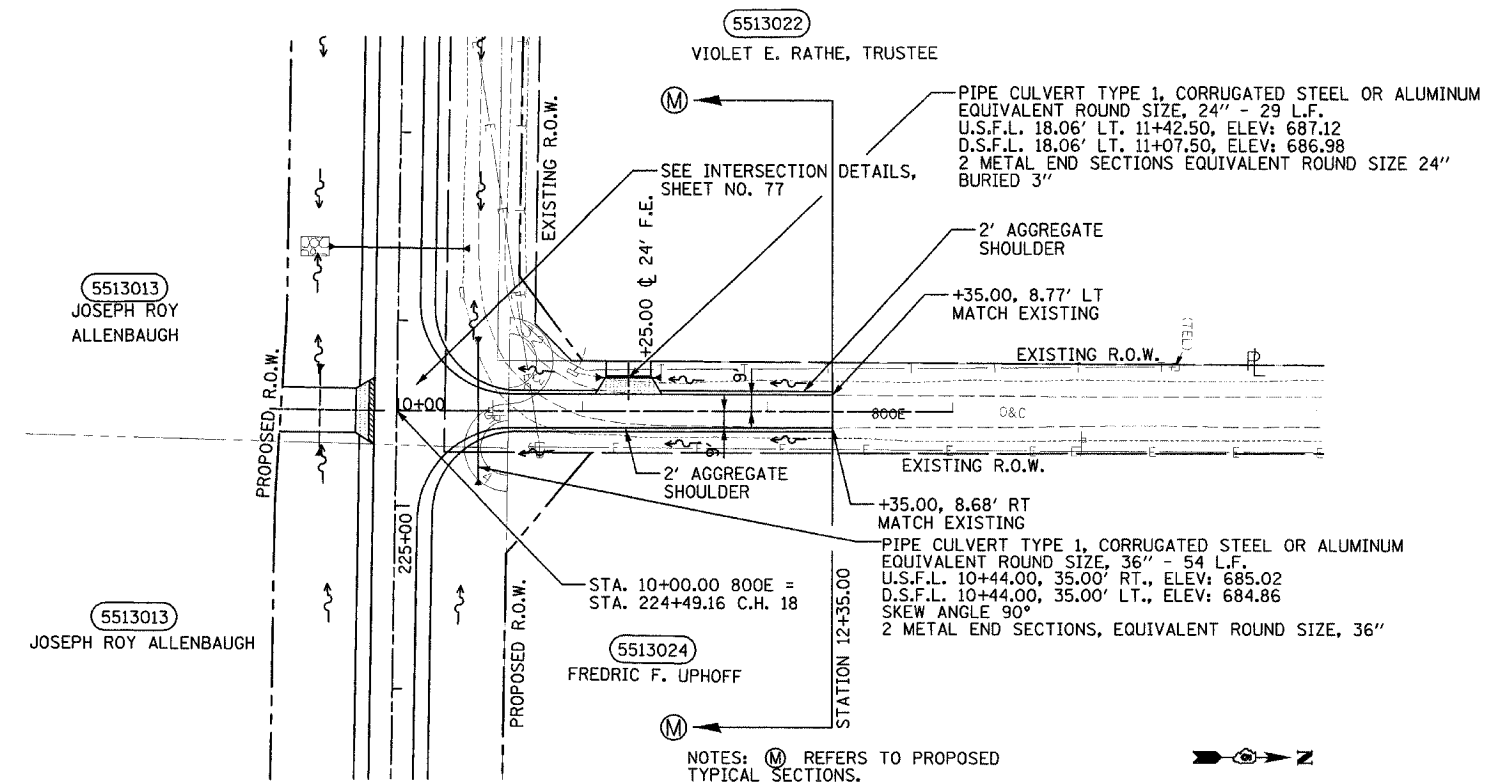 5513022
VIOLET E. RATHE, TRUSTEE
M
PIPE CULVERT TYPE 1, CORRUGATED STEEL OR ALUMINUM
EQUIVALENT ROUND SIZE, 24" - 29 L.F.
U.S.F.L. 18.06' LT. 11+42.50, ELEV: 687.12
D.S.F.L. 18.06' LT. 11+07.50, ELEV: 686.98
2 METAL END SECTIONS EQUIVALENT ROUND SIZE 24"
BURIED 3"
EXISTING R.O.W.
SEE INTERSECTION DETAILS,
SHEET NO. 77
+25.00 ℄ 24' F.E.
2' AGGREGATE
SHOULDER
5513013
JOSEPH ROY
ALLENBAUGH
+35.00, 8.77' LT
MATCH EXISTING
(TEL)
EXISTING R.O.W.
PL
PROPOSED R.O.W.
10+00
9'
800E
O&C
9'
EXISTING R.O.W.
2' AGGREGATE
SHOULDER
+35.00, 8.68' RT
MATCH EXISTING
225+00
PIPE CULVERT TYPE 1, CORRUGATED STEEL OR ALUMINUM
EQUIVALENT ROUND SIZE, 36" - 54 L.F.
U.S.F.L. 10+44.00, 35.00' RT., ELEV: 685.02
D.S.F.L. 10+44.00, 35.00' LT., ELEV: 684.86
SKEW ANGLE 90°
2 METAL END SECTIONS, EQUIVALENT ROUND SIZE, 36"
STA. 10+00.00 800E =
STA. 224+49.16 C.H. 18
STATION 12+35.00
5513013
JOSEPH ROY ALLENBAUGH
PROPOSED R.O.W.
5513024
FREDRIC F. UPHOFF
M
NOTES: M REFERS TO PROPOSED
TYPICAL SECTIONS.
N